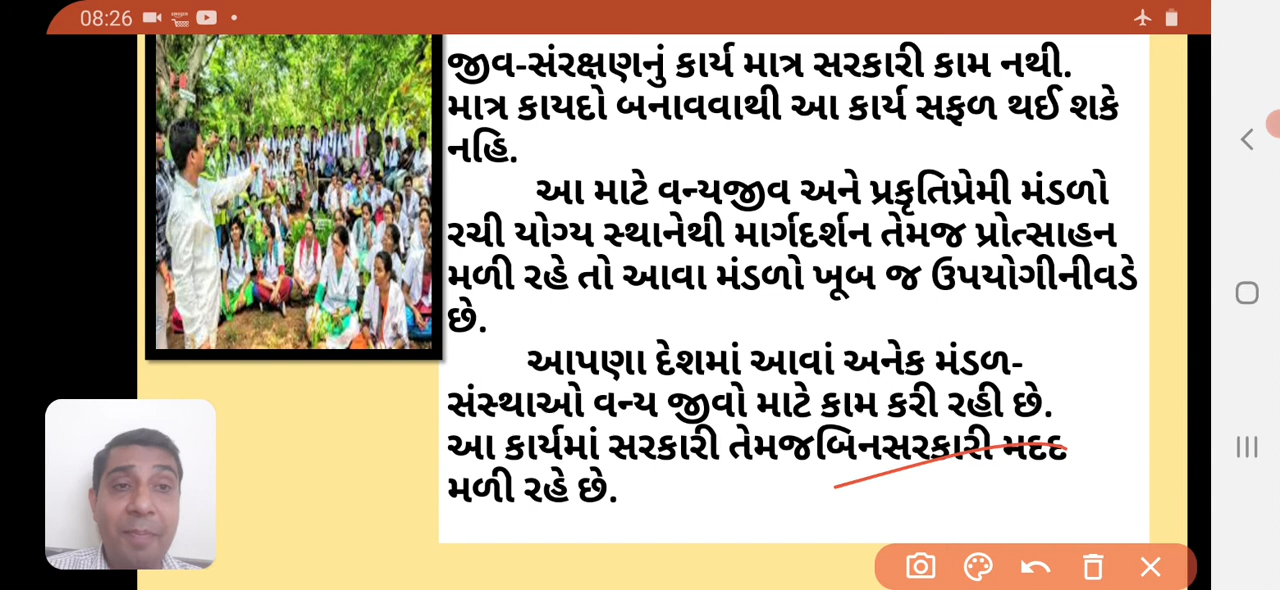 08:26
જીવ-સંરક્ષણનું કાર્ય માત્ર સરકારી કામ નથી.
માત્ર કાયદો બનાવવાથી આ કાર્ય સફળ થઈ શકે
નહિ.
આ માટે વન્યજીવ અને પ્રકૃતિપ્રેમી મંડળો
રચી યોગ્ય સ્થાનેથી માર્ગદર્શન તેમજ પ્રોત્સાહન
મળી રહે તો આવા મંડળો ખૂબ જ ઉપયોગીનીવડે
છે.
આપણા દેશમાં આવાં અનેક મંડળ-
સંસ્થાઓ વન્ય જીવો માટે કામ કરી રહી છે.
આ કાર્યમાં સરકારી તેમજબિનસરકારી મદદ
મળી રહે છે.